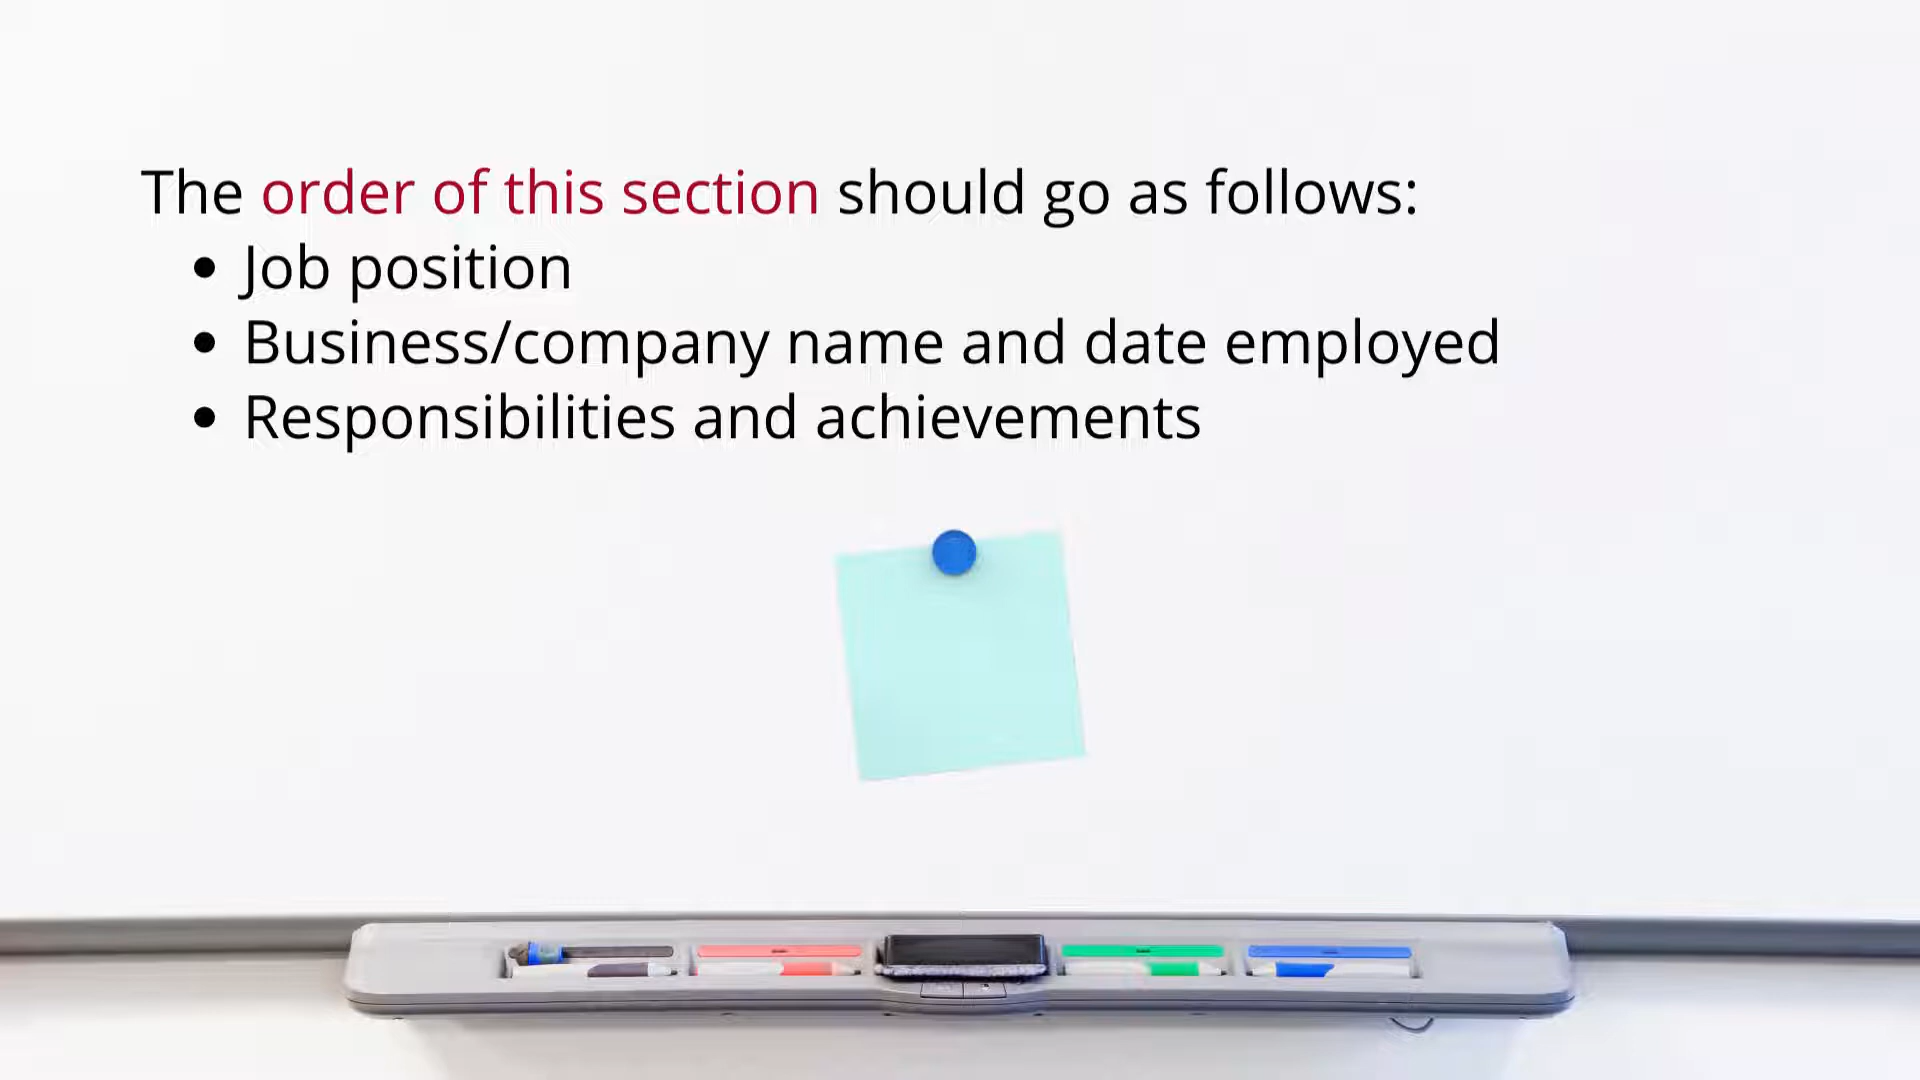 The order of this section should go as follows:
• Job position
• Business/company name and date employed
• Responsibilities and achievements